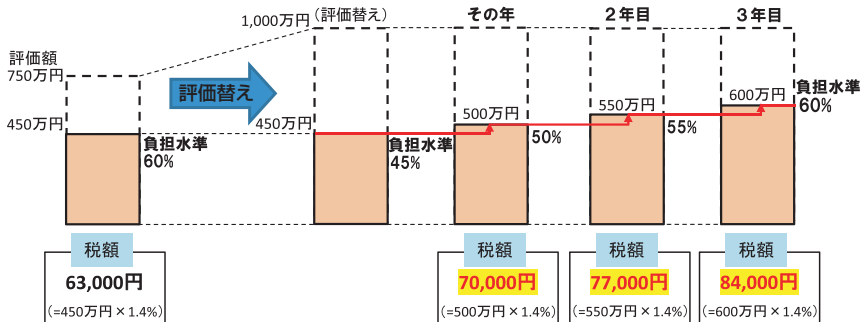 1,000万円
(評価替え)
その年
2年目
3年目
評価額
750万円
評価替え
450万円
450万円
500万円
550万円
600万円
負担水準
60%
負担水準
45%
50%
55%
負担水準
60%
税額
63,000円
(=450万円×1.4%)
税額
70,000円
(=500万円×1.4%)
税額
77,000円
(=550万円×1.4%)
税額
84,000円
(=600万円×1.4%)